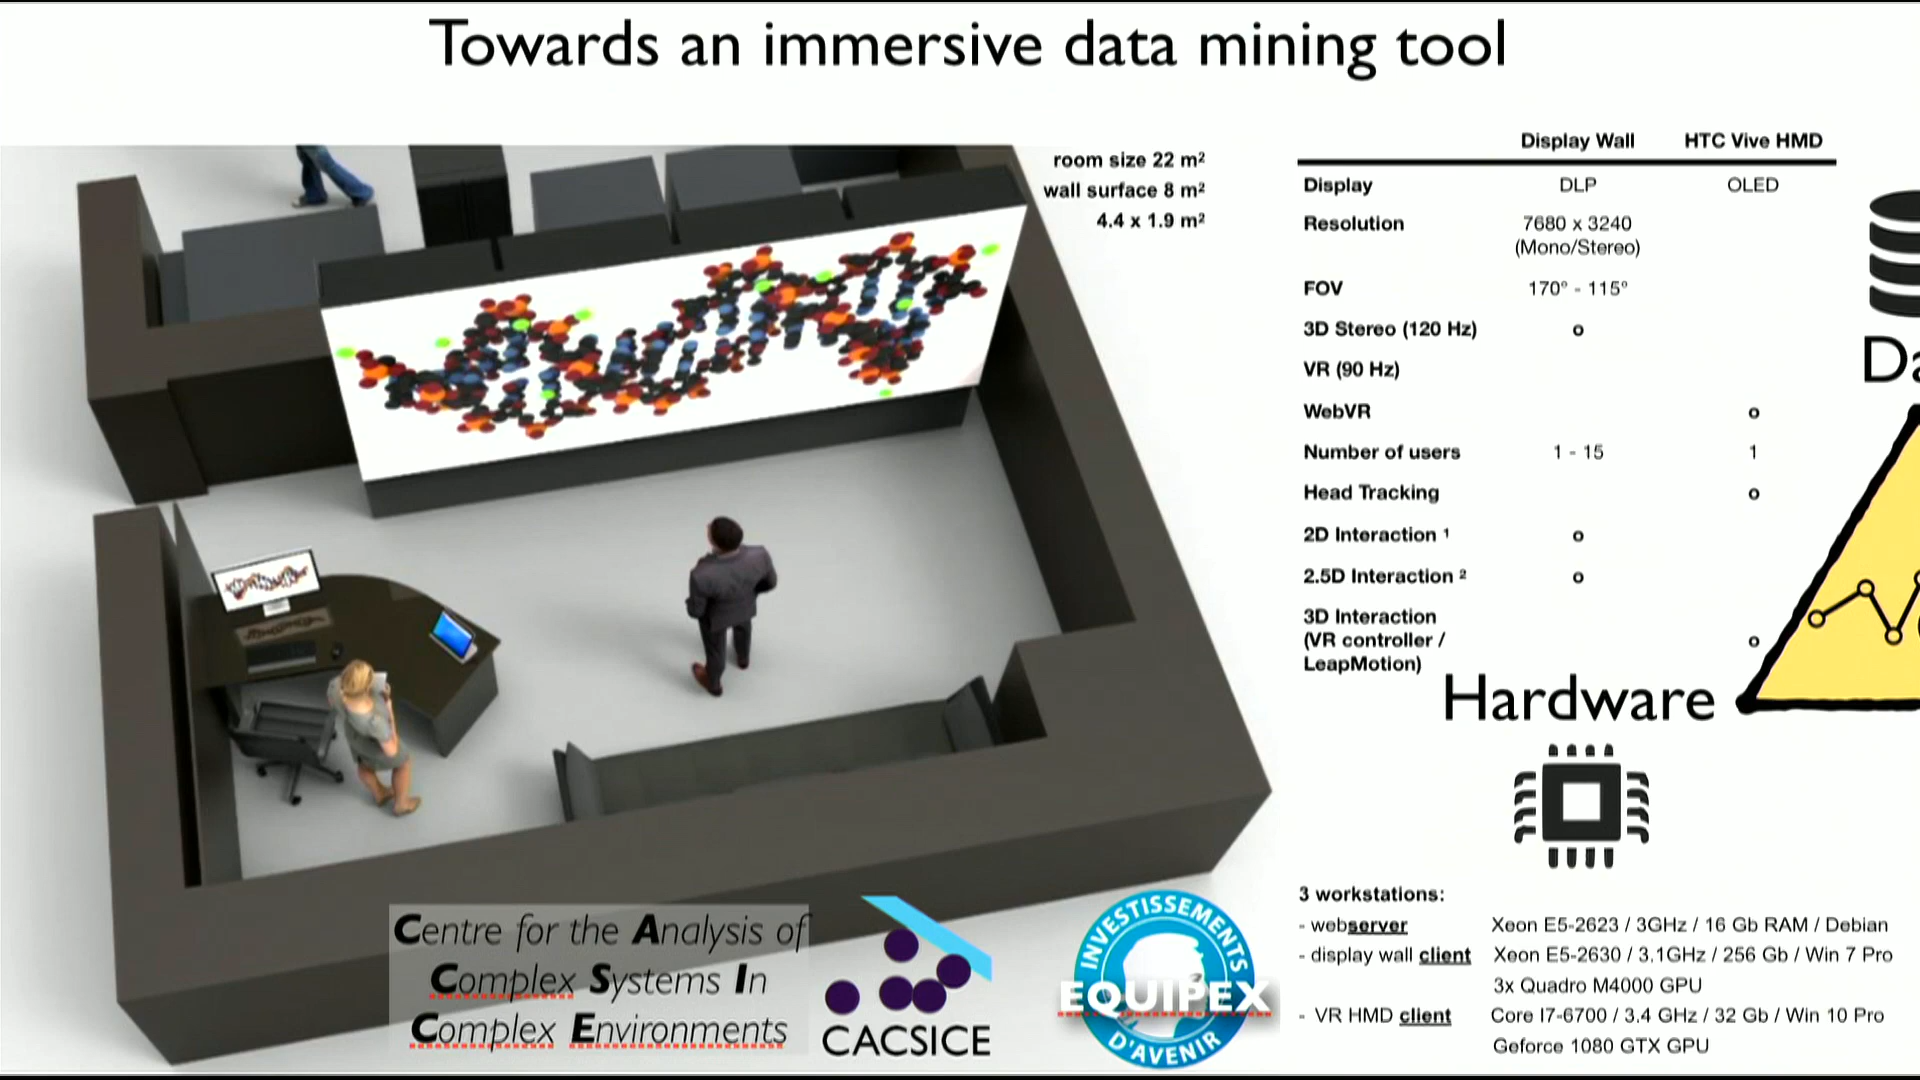 Towards an immersive data mining tool
room size 22 m²
wall surface 8 m²
4.4 x 1.9 m²
Display Wall HTC Vive HMD
Display DLP OLED
Resolution 7680 x 3240
(Mono/Stereo)
FOV 170° - 115°
3D Stereo (120 Hz) o
VR (90 Hz)
WebVR o
Number of users 1 - 15 1
Head Tracking o
2D Interaction ¹ o
2.5D Interaction ² o
3D Interaction
(VR controller / o
LeapMotion)
Da
Hardware
3 workstations:
- webserver Xeon E5-2623 / 3GHz / 16 Gb RAM / Debian
- display wall client Xeon E5-2630 / 3,1GHz / 256 Gb / Win 7 Pro
3x Quadro M4000 GPU
- VR HMD client Core I7-6700 / 3.4 GHz / 32 Gb / Win 10 Pro
Geforce 1080 GTX GPU
Centre for the Analysis of
Complex Systems In
Complex Environments
CACSICE
INVESTISSEMENTS
EQUIPEX
D'AVENIR